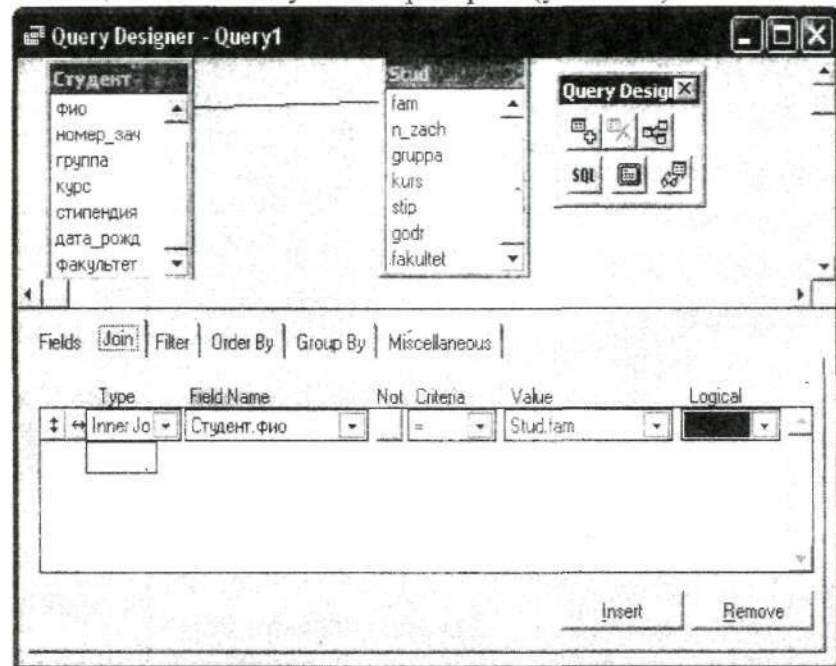 Query Designer - Query1
Студент
фио
номер_зач
группа
курс
стипендия
дата_рожд
факультет
Stud
fam
n_zach
gruppa
kurs
stip
godr
fakultet
Query Desig
SQL
Fields Join Filter Order By Group By Miscellaneous
Type Field Name Not Criteria Value Logical
Inner Jo Студент.фио = Stud.fam
Insert Remove